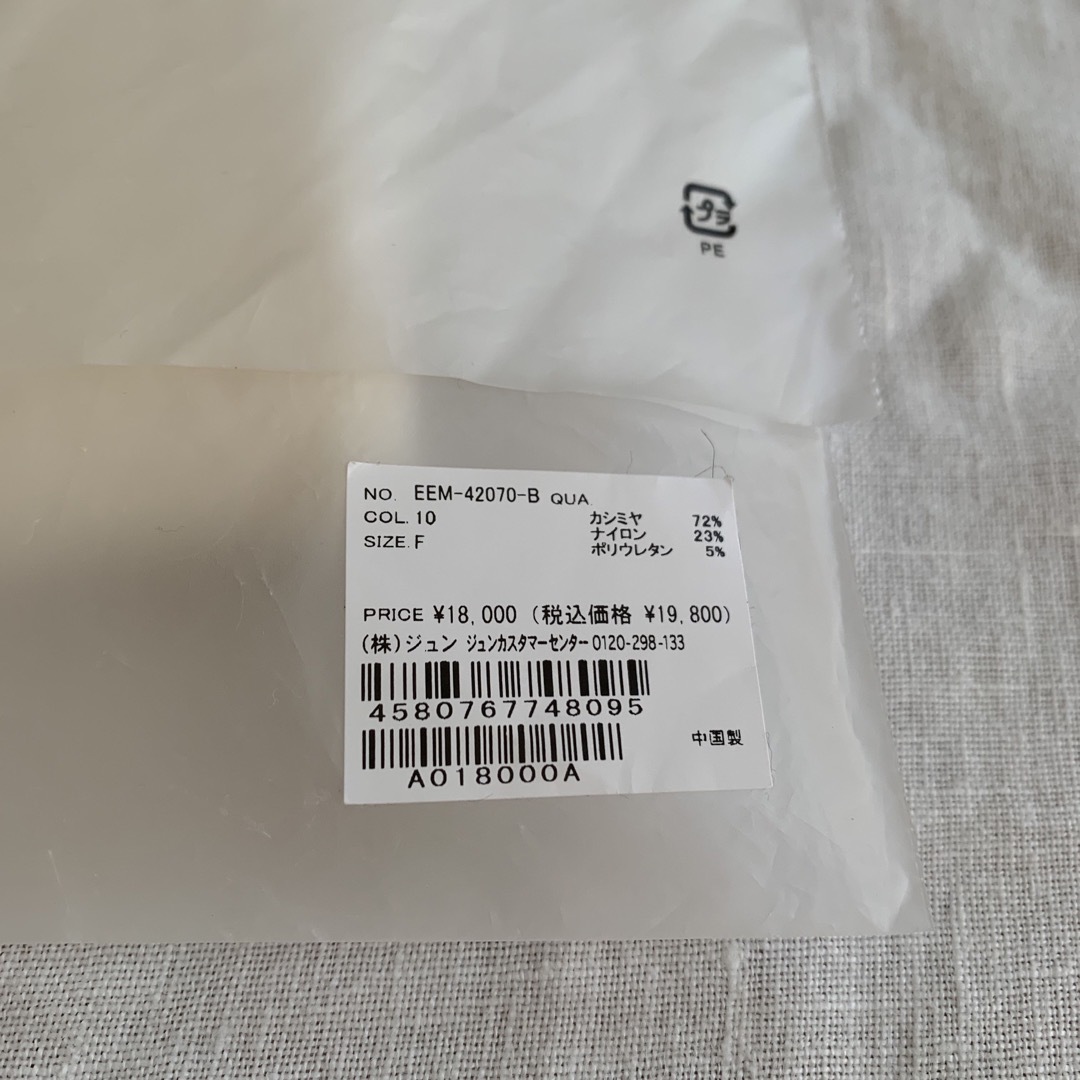 プラ
PE
NO. EEM-42070-B QUA.
COL. 10 カシミヤ 72%
SIZE. F ナイロン 23%
ポリウレタン 5%
PRICE ¥18,000 (税込価格 ¥19,800)
(株)ジュン ジュンカスタマーセンター 0120-298-133
4580767748095
中国製
A018000A